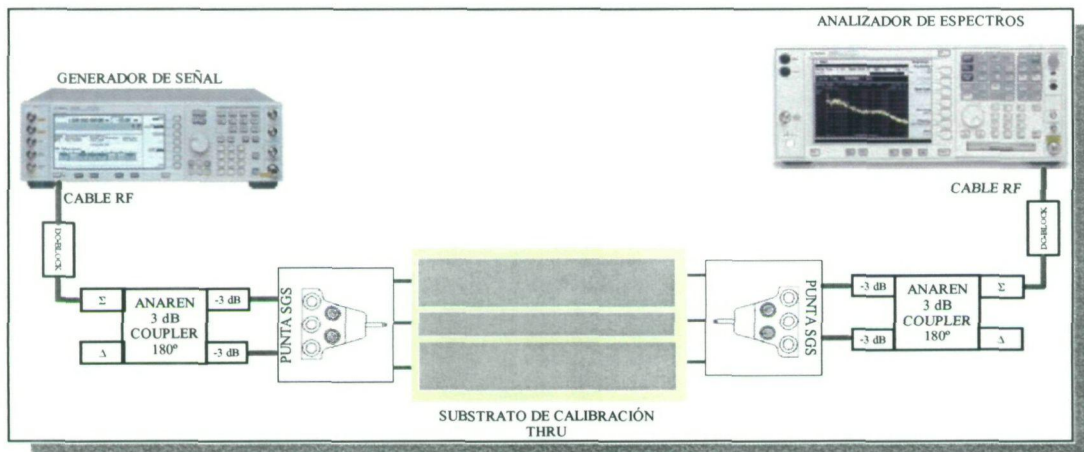 ANALIZADOR DE ESPECTROS
GENERADOR DE SEÑAL
CABLE RF
CABLE RF
DC-BLOCK
DC-BLOCK
Σ
ANAREN
3 dB
COUPLER
180º
-3 dB
-3 dB
Δ
PUNTA SGS
PUNTA SGS
-3 dB
-3 dB
ANAREN
3 dB
COUPLER
180º
Σ
Δ
SUBSTRATO DE CALIBRACIÓN
THRU